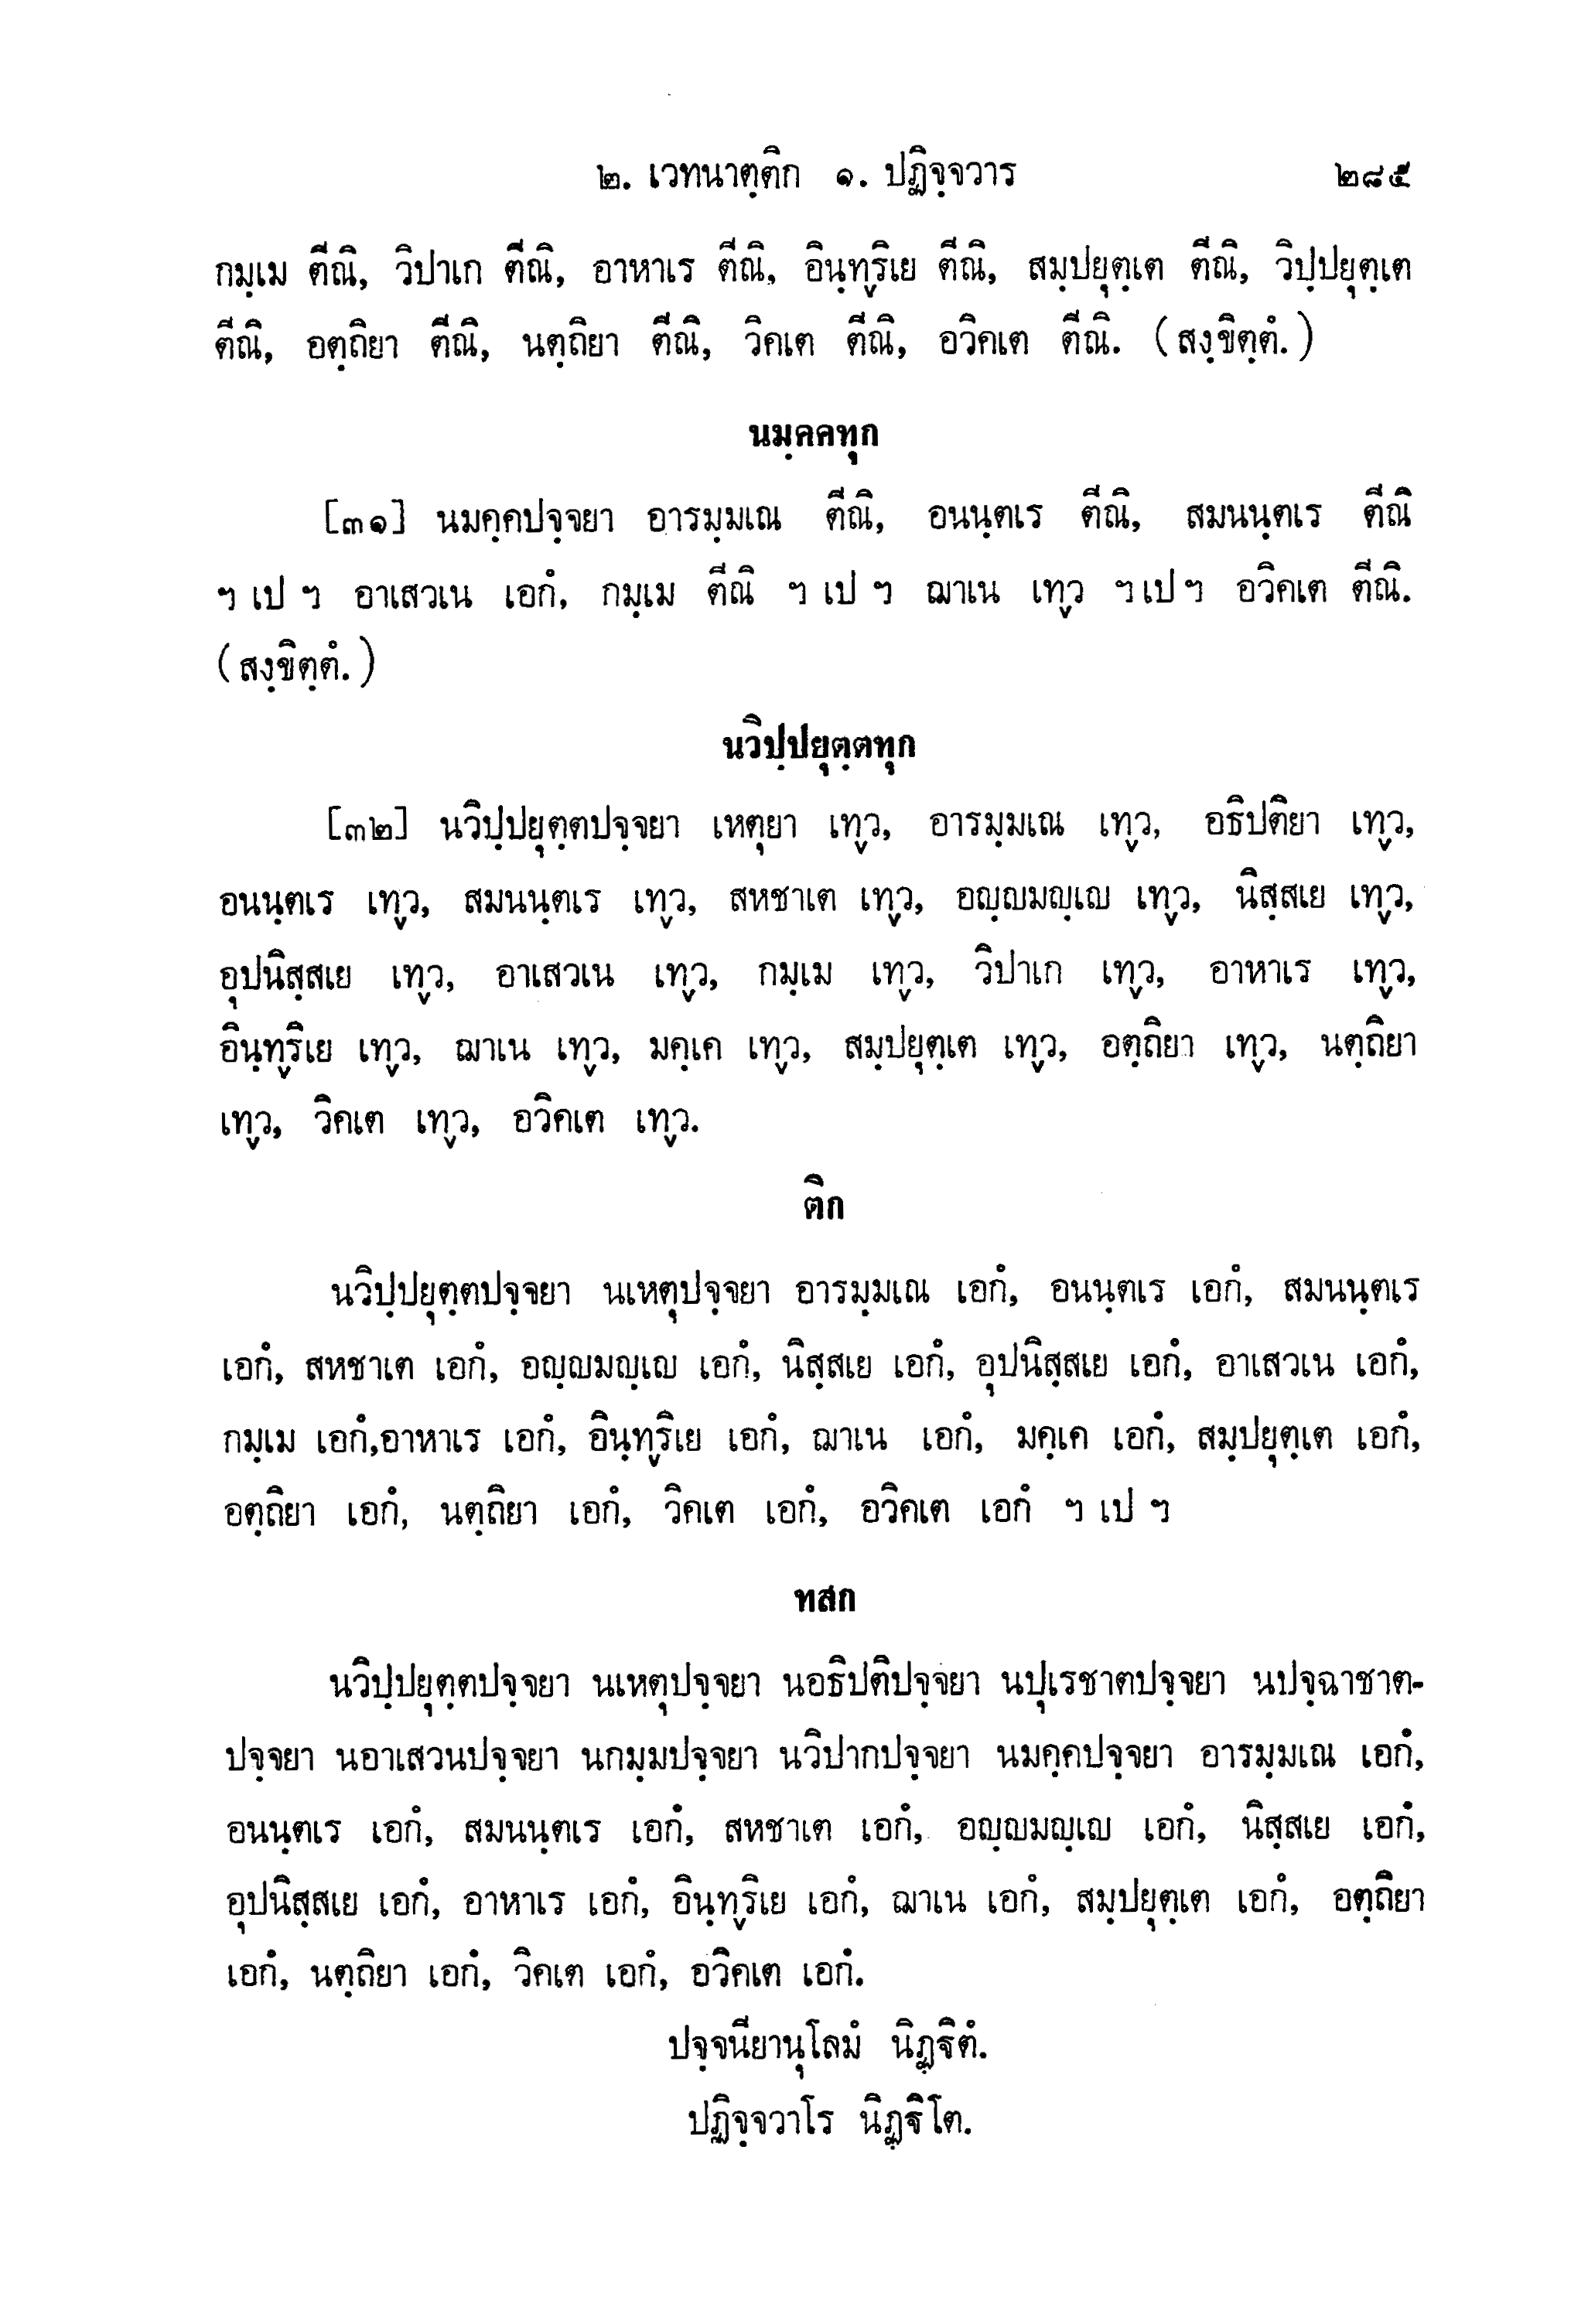 ๒. เวทนาตฺติก ๑. ปฏิจฺจวาร ๒๘๕
กมฺเม ตีณิ, วิปาเก ตีณิ, อาหาเร ตีณิ, อินฺทฺริเย ตีณิ, สมฺปยุตฺเต ตีณิ, วิปฺปยุตฺเต
ตีณิ, อตฺถิยา ตีณิ, นตฺถิยา ตีณิ, วิคเต ตีณิ, อวิคเต ตีณิ. (สงฺขิตฺตํ.)
นมฺคคทุก
[๓๑] นมคฺคปจฺจยา อารมฺมเณ ตีณิ, อนนฺตเร ตีณิ, สมนนฺตเร ตีณิ
ฯ เป ฯ อาเสวเน เอกํ, กมฺเม ตีณิ ฯ เป ฯ ฌาเน เทฺว ฯ เป ฯ อวิคเต ตีณิ.
(สงฺขิตฺตํ.)
นวิปฺปยุตฺตทุก
[๓๒] นวิปฺปยุตฺตปจฺจยา เหตุยา เทฺว, อารมฺมเณ เทฺว, อธิปติยา เทฺว,
อนนฺตเร เทฺว, สมนนฺตเร เทฺว, สหชาเต เทฺว, อญฺญมญฺเญ เทฺว, นิสฺสเย เทฺว,
อุปนิสฺสเย เทฺว, อาเสวเน เทฺว, กมฺเม เทฺว, วิปาเก เทฺว, อาหาเร เทฺว,
อินฺทฺริเย เทฺว, ฌาเน เทฺว, มคฺเค เทฺว, สมฺปยุตฺเต เทฺว, อตฺถิยา เทฺว, นตฺถิยา
เทฺว, วิคเต เทฺว, อวิคเต เทฺว.
ติก
นวิปฺปยุตฺตปจฺจยา นเหตุปจฺจยา อารมฺมเณ เอกํ, อนนฺตเร เอกํ, สมนนฺตเร
เอกํ, สหชาเต เอกํ, อญฺญมญฺเญ เอกํ, นิสฺสเย เอกํ, อุปนิสฺสเย เอกํ, อาเสวเน เอกํ,
กมฺเม เอกํ,อาหาเร เอกํ, อินฺทฺริเย เอกํ, ฌาเน เอกํ, มคฺเค เอกํ, สมฺปยุตฺเต เอกํ,
อตฺถิยา เอกํ, นตฺถิยา เอกํ, วิคเต เอกํ, อวิคเต เอกํ ฯ เป ฯ
ทสก
นวิปฺปยุตฺตปจฺจยา นเหตุปจฺจยา นอธิปติปจฺจยา นปุเรชาตปจฺจยา นปจฺฉาชาต-
ปจฺจยา นอาเสวนปจฺจยา นกมฺมปจฺจยา นวิปากปจฺจยา นมคฺคปจฺจยา อารมฺมเณ เอกํ,
อนนฺตเร เอกํ, สมนนฺตเร เอกํ, สหชาเต เอกํ, อญฺญมญฺเญ เอกํ, นิสฺสเย เอกํ,
อุปนิสฺสเย เอกํ, อาหาเร เอกํ, อินฺทฺริเย เอกํ, ฌาเน เอกํ, สมฺปยุตฺเต เอกํ, อตฺถิยา
เอกํ, นตฺถิยา เอกํ, วิคเต เอกํ, อวิคเต เอกํ.
ปจฺจนียานุโลมํ นิฏฺฐิตํ.
ปฏิจฺจวาโร นิฏฺฐิโต.